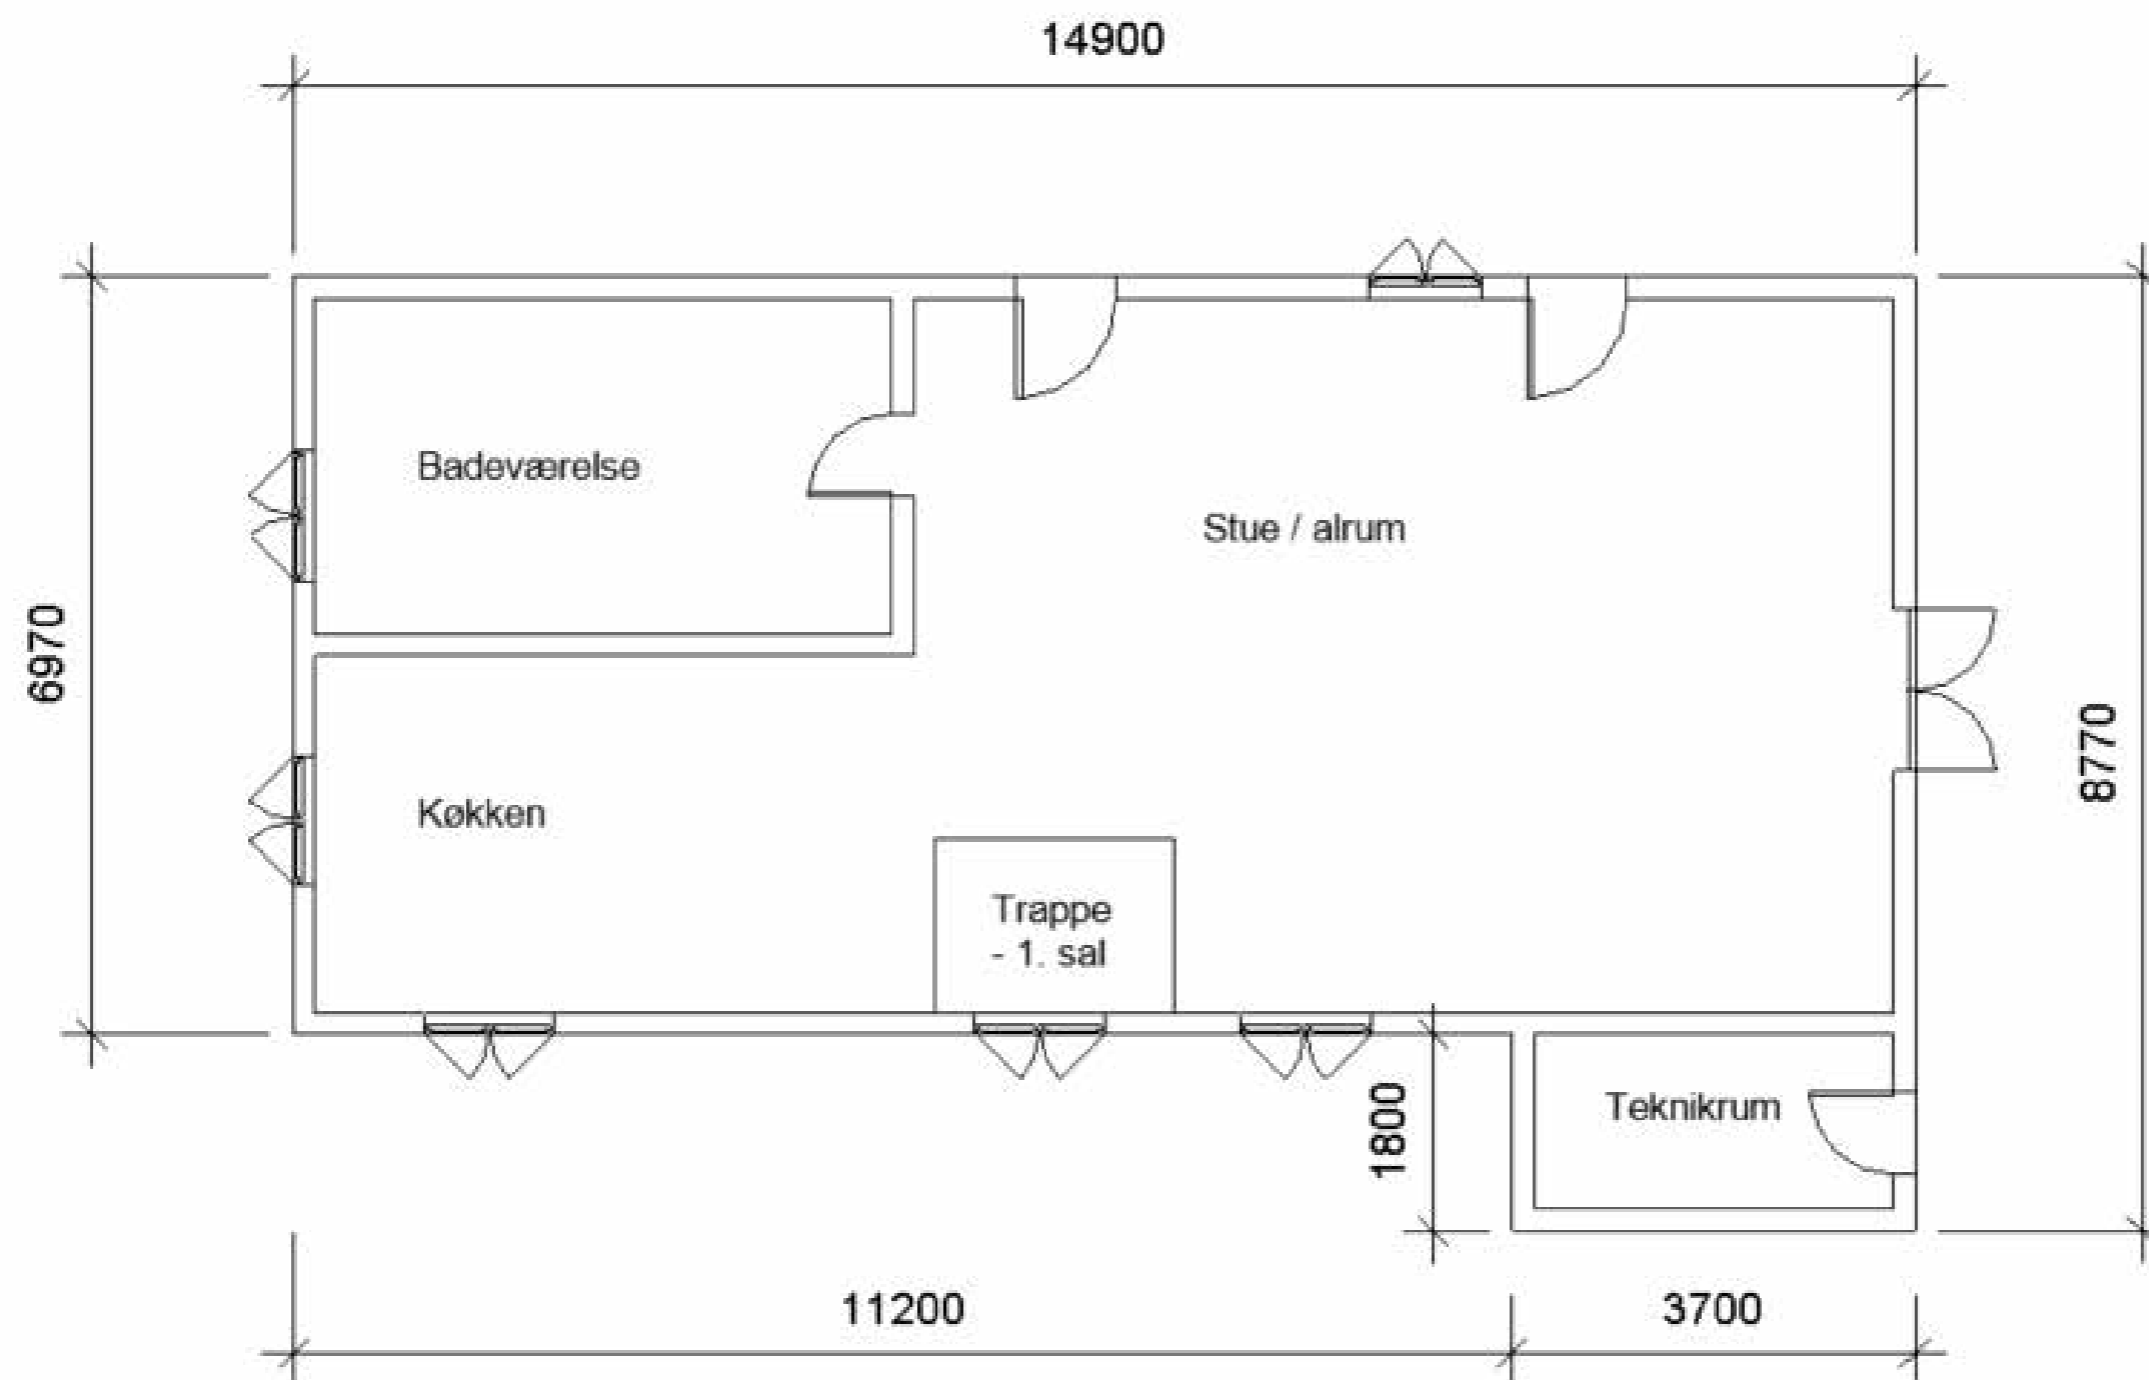 14900
Badeværelse
Stue / alrum
6970
8770
Køkken
Trappe
- 1. sal
1800
Teknikrum
11200
3700